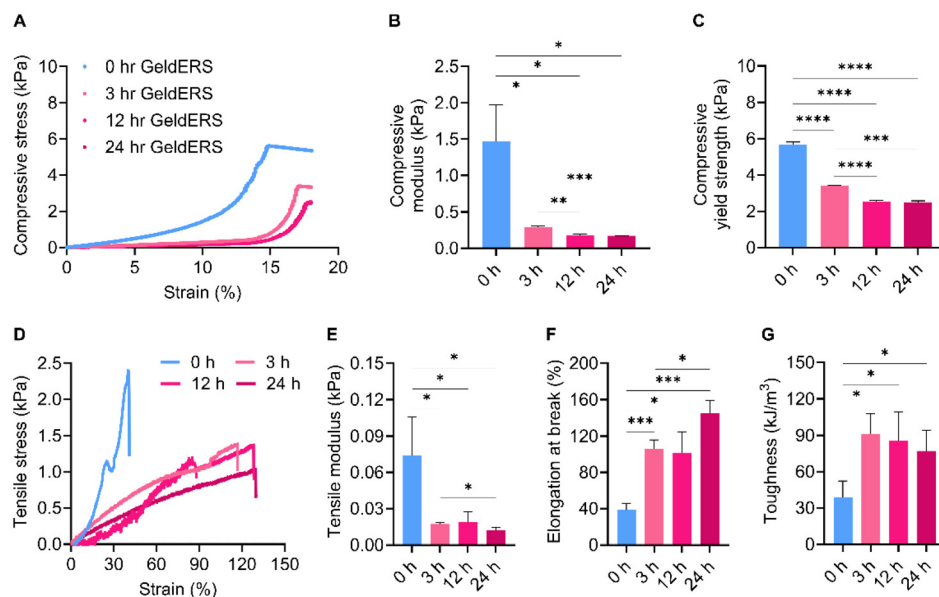 A
Compressive stress (kPa)
10
8
6
4
2
0
0 hr GeldERS
3 hr GeldERS
12 hr GeldERS
24 hr GeldERS
0 5 10 15 20
Strain (%)
B
Compressive
modulus (kPa)
2.5
2.0
1.5
1.0
0.5
0.0
*
*
*
***
**
0 h 3 h 12 h 24 h
C
Compressive
yield strength (kPa)
10
8
6
4
2
0
****
****
**** ***
****
0 h 3 h 12 h 24 h
D
Tensile stress (kPa)
2.5
2.0
1.5
1.0
0.5
0.0
0 h 3 h
12 h 24 h
0 30 60 90 120 150
Strain (%)
E
Tensile modulus (kPa)
0.15
0.12
0.09
0.06
0.03
0.00
*
*
*
*
0 h 3 h 12 h 24 h
F
Elongation at break (%)
200
160
120
80
40
0
*
***
*
***
0 h 3 h 12 h 24 h
G
Toughness (kJ/m³)
150
120
90
60
30
0
*
*
*
0 h 3 h 12 h 24 h